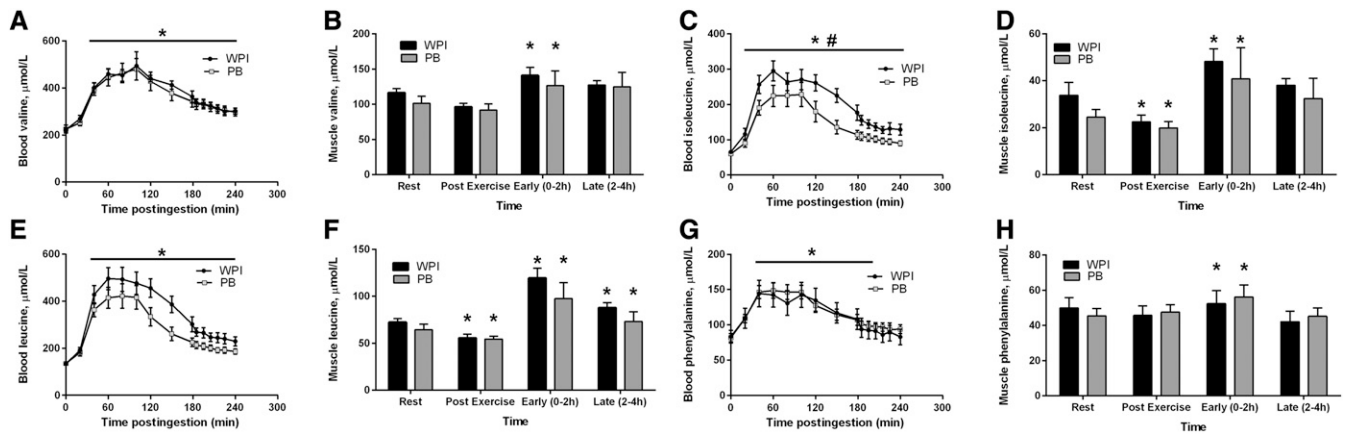 A
Blood valine, μmol/L
600
400
200
0
*
WPI
PB
0 60 120 180 240 300
Time postingestion (min)
B
Muscle valine, μmol/L
200
150
100
50
0
WPI
PB
* *
Rest Post Exercise Early (0-2h) Late (2-4h)
Time
C
Blood isoleucine, μmol/L
400
300
200
100
0
* #
WPI
PB
0 60 120 180 240 300
Time postingestion (min)
D
Muscle isoleucine, μmol/L
60
40
20
0
WPI
PB
* * * *
Rest Post Exercise Early (0-2h) Late (2-4h)
Time
E
Blood leucine, μmol/L
600
400
200
0
*
WPI
PB
0 60 120 180 240 300
Time postingestion (min)
F
Muscle leucine, μmol/L
150
100
50
0
WPI
PB
* * * * * *
Rest Post Exercise Early (0-2h) Late (2-4h)
Time
G
Blood phenylalanine, μmol/L
200
150
100
50
0
*
WPI
PB
0 60 120 180 240 300
Time postingestion (min)
H
Muscle phenylalanine, μmol/L
80
60
40
20
0
WPI
PB
* *
Rest Post Exercise Early (0-2h) Late (2-4h)
Time